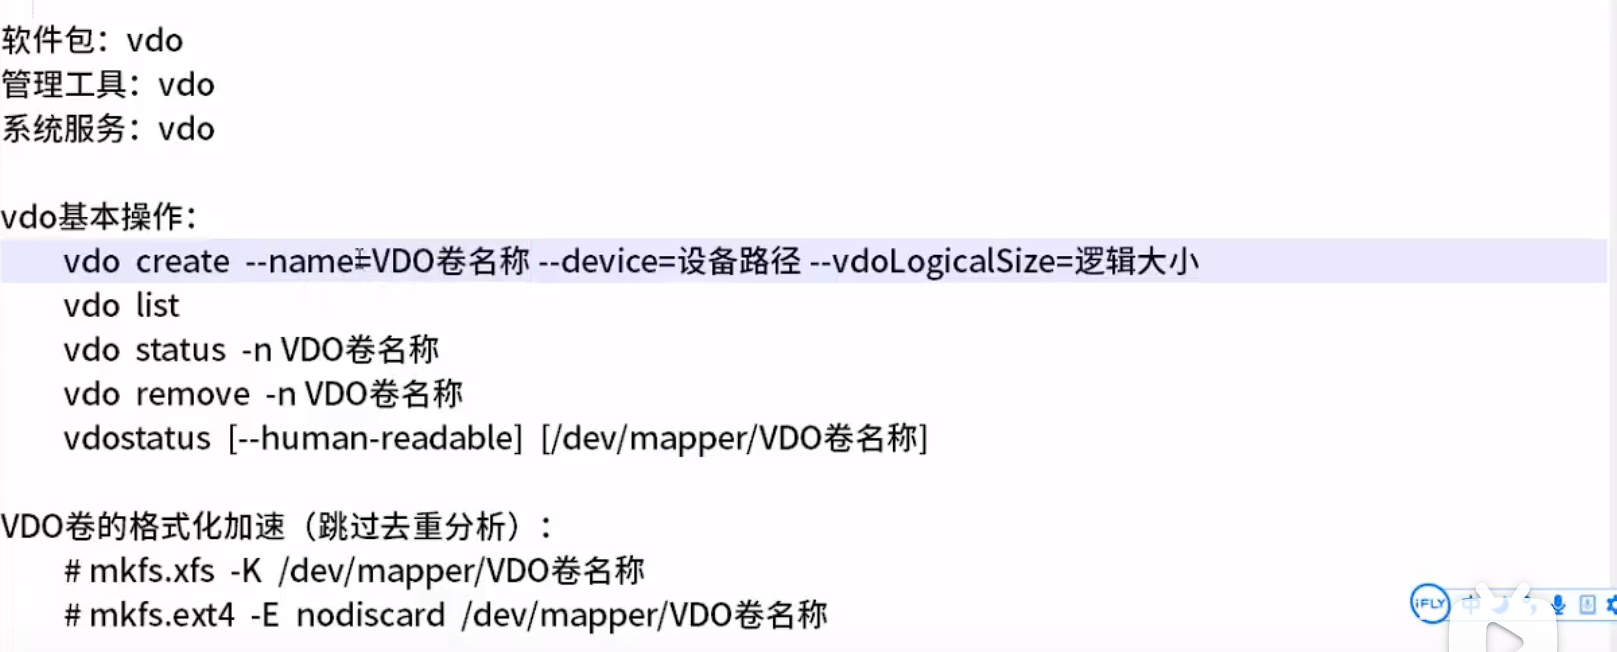 软件包：vdo
管理工具：vdo
系统服务：vdo
vdo基本操作：
vdo create --name=VDO卷名称 --device=设备路径 --vdoLogicalSize=逻辑大小
vdo list
vdo status -n VDO卷名称
vdo remove -n VDO卷名称
vdostatus [--human-readable] [/dev/mapper/VDO卷名称]
VDO卷的格式化加速（跳过去重分析）：
# mkfs.xfs -K /dev/mapper/VDO卷名称
# mkfs.ext4 -E nodiscard /dev/mapper/VDO卷名称
iFLY 中